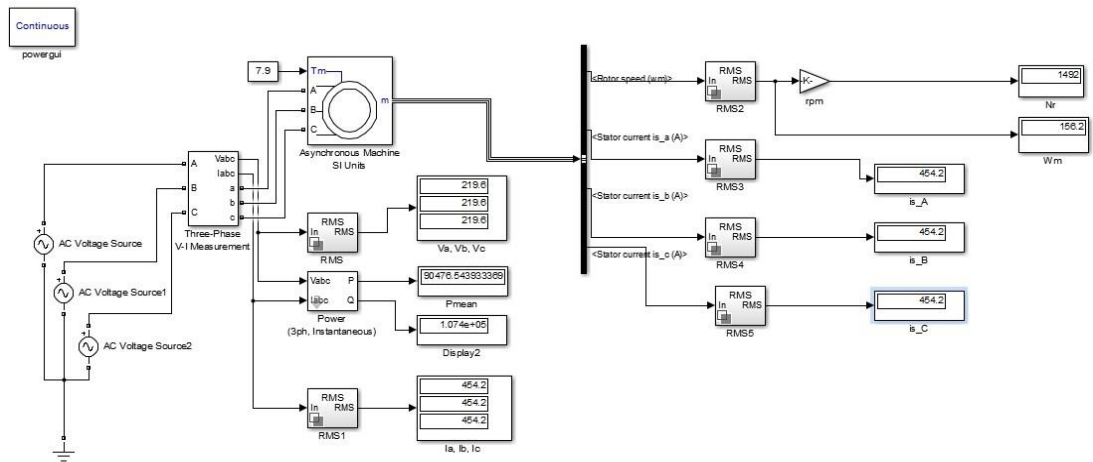 Continuous
powergui
7.9
Tm
A
B
C
m
Asynchronous Machine
SI Units
A
B
C
Vabc
Iabc
a
b
c
Three-Phase
V-I Measurement
AC Voltage Source
AC Voltage Source1
AC Voltage Source2
RMS
In RMS
RMS
219.6
219.6
219.6
Va, Vb, Vc
Vabc P
Iabc Q
Power
(3ph, Instantaneous)
90476.543933369
Pmean
1.074e+05
Display2
RMS
In RMS
RMS1
454.2
454.2
454.2
Ia, Ib, Ic
<Rotor speed (wm)>
<Stator current is_a (A)>
<Stator current is_b (A)>
<Stator current is_c (A)>
RMS
In RMS
RMS2
-K-
rpm
1492
Nr
156.2
Wm
RMS
In RMS
RMS3
454.2
is_A
RMS
In RMS
RMS4
454.2
is_B
RMS
In RMS
RMS5
454.2
is_C